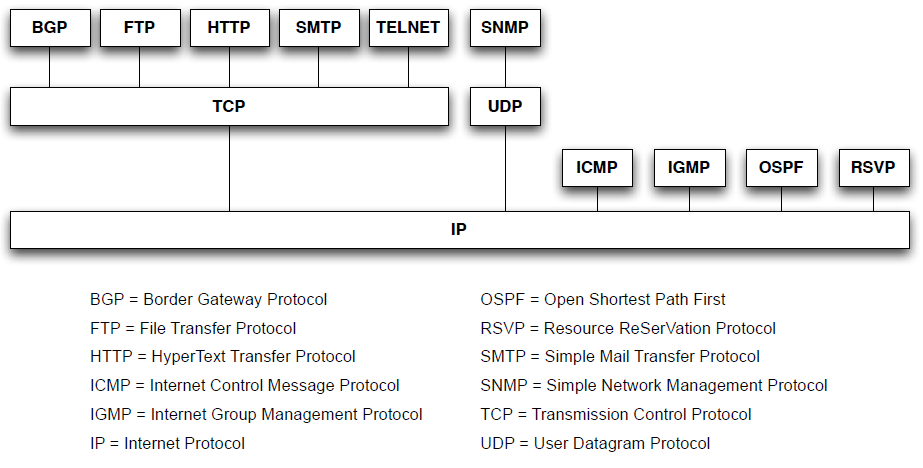 BGP FTP HTTP SMTP TELNET SNMP
TCP UDP
ICMP IGMP OSPF RSVP
IP
BGP = Border Gateway Protocol
FTP = File Transfer Protocol
HTTP = HyperText Transfer Protocol
ICMP = Internet Control Message Protocol
IGMP = Internet Group Management Protocol
IP = Internet Protocol
OSPF = Open Shortest Path First
RSVP = Resource ReSerVation Protocol
SMTP = Simple Mail Transfer Protocol
SNMP = Simple Network Management Protocol
TCP = Transmission Control Protocol
UDP = User Datagram Protocol